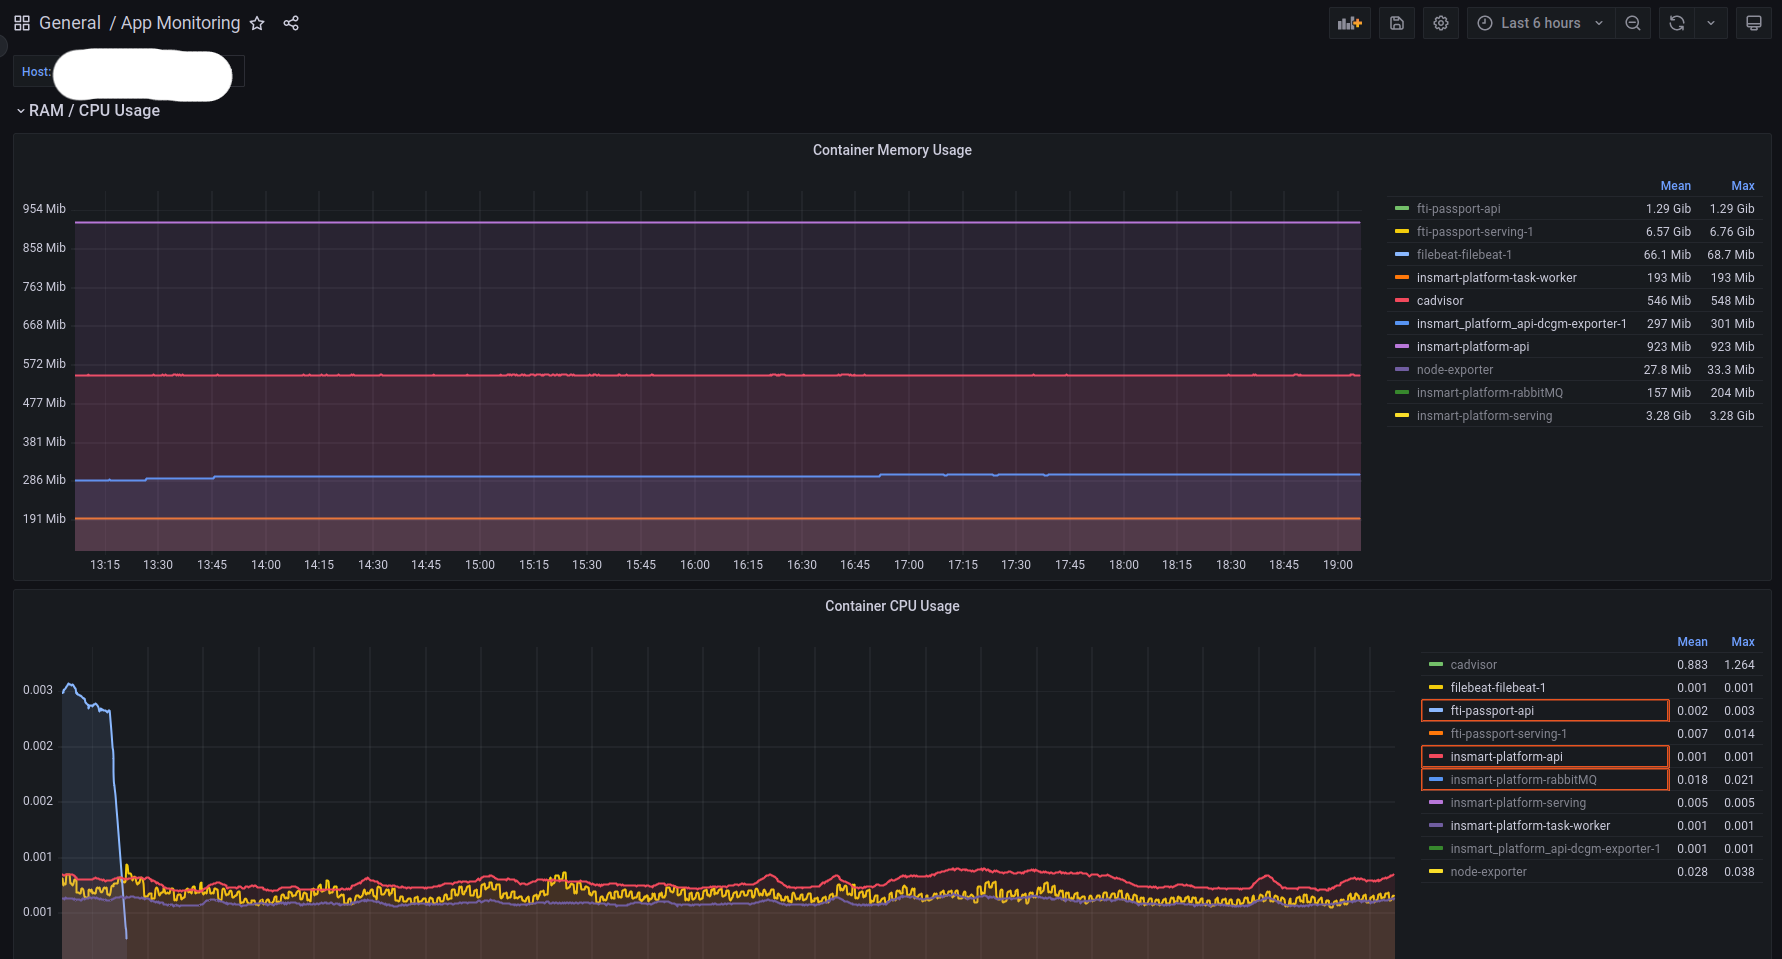 General / App Monitoring
Last 6 hours
Host:
RAM / CPU Usage
Container Memory Usage
954 Mib
858 Mib
763 Mib
668 Mib
572 Mib
477 Mib
381 Mib
286 Mib
191 Mib
13:15 13:30 13:45 14:00 14:15 14:30 14:45 15:00 15:15 15:30 15:45 16:00 16:15 16:30 16:45 17:00 17:15 17:30 17:45 18:00 18:15 18:30 18:45 19:00
Mean Max
fti-passport-api 1.29 Gib 1.29 Gib
fti-passport-serving-1 6.57 Gib 6.76 Gib
filebeat-filebeat-1 66.1 Mib 68.7 Mib
insmart-platform-task-worker 193 Mib 193 Mib
cadvisor 546 Mib 548 Mib
insmart_platform_api-dcgm-exporter-1 297 Mib 301 Mib
insmart-platform-api 923 Mib 923 Mib
node-exporter 27.8 Mib 33.3 Mib
insmart-platform-rabbitMQ 157 Mib 204 Mib
insmart-platform-serving 3.28 Gib 3.28 Gib
Container CPU Usage
0.003
0.002
0.002
0.001
0.001
Mean Max
cadvisor 0.883 1.264
filebeat-filebeat-1 0.001 0.001
fti-passport-api 0.002 0.003
fti-passport-serving-1 0.007 0.014
insmart-platform-api 0.001 0.001
insmart-platform-rabbitMQ 0.018 0.021
insmart-platform-serving 0.005 0.005
insmart-platform-task-worker 0.001 0.001
insmart_platform_api-dcgm-exporter-1 0.001 0.001
node-exporter 0.028 0.038